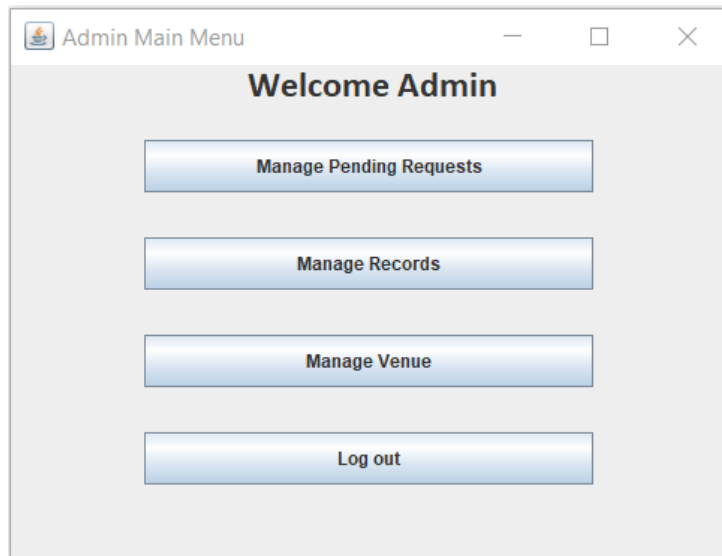 Admin Main Menu
Welcome Admin
Manage Pending Requests
Manage Records
Manage Venue
Log out